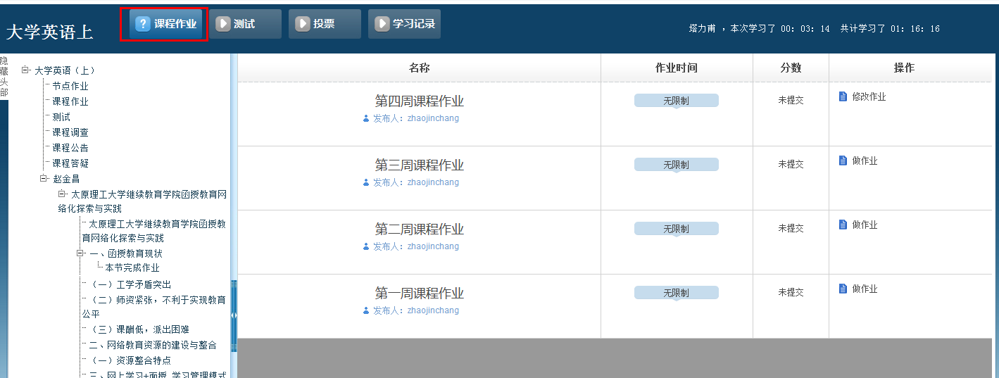 大学英语上
课程作业
测试
投票
学习记录
塔力甫 ，本次学习了 00: 03: 14 共计学习了 01: 16: 16
隐藏头部
大学英语（上）
节点作业
课程作业
测试
课程调查
课程公告
课程答疑
赵金昌
太原理工大学继续教育学院函授教育网
络化探索与实践
太原理工大学继续教育学院函授教
育网络化探索与实践
一、函授教育现状
本节完成作业
（一）工学矛盾突出
（二）师资紧张，不利于实现教育
公平
（三）课酬低，派出困难
二、网络教育资源的建设与整合
（一）资源整合特点
三、网上学习+面授 学习管理模式
名称 作业时间 分数 操作
第四周课程作业 无限制 未提交 修改作业
发布人：zhaojinchang
第三周课程作业 无限制 未提交 做作业
发布人：zhaojinchang
第二周课程作业 无限制 未提交 做作业
发布人：zhaojinchang
第一周课程作业 无限制 未提交 做作业
发布人：zhaojinchang